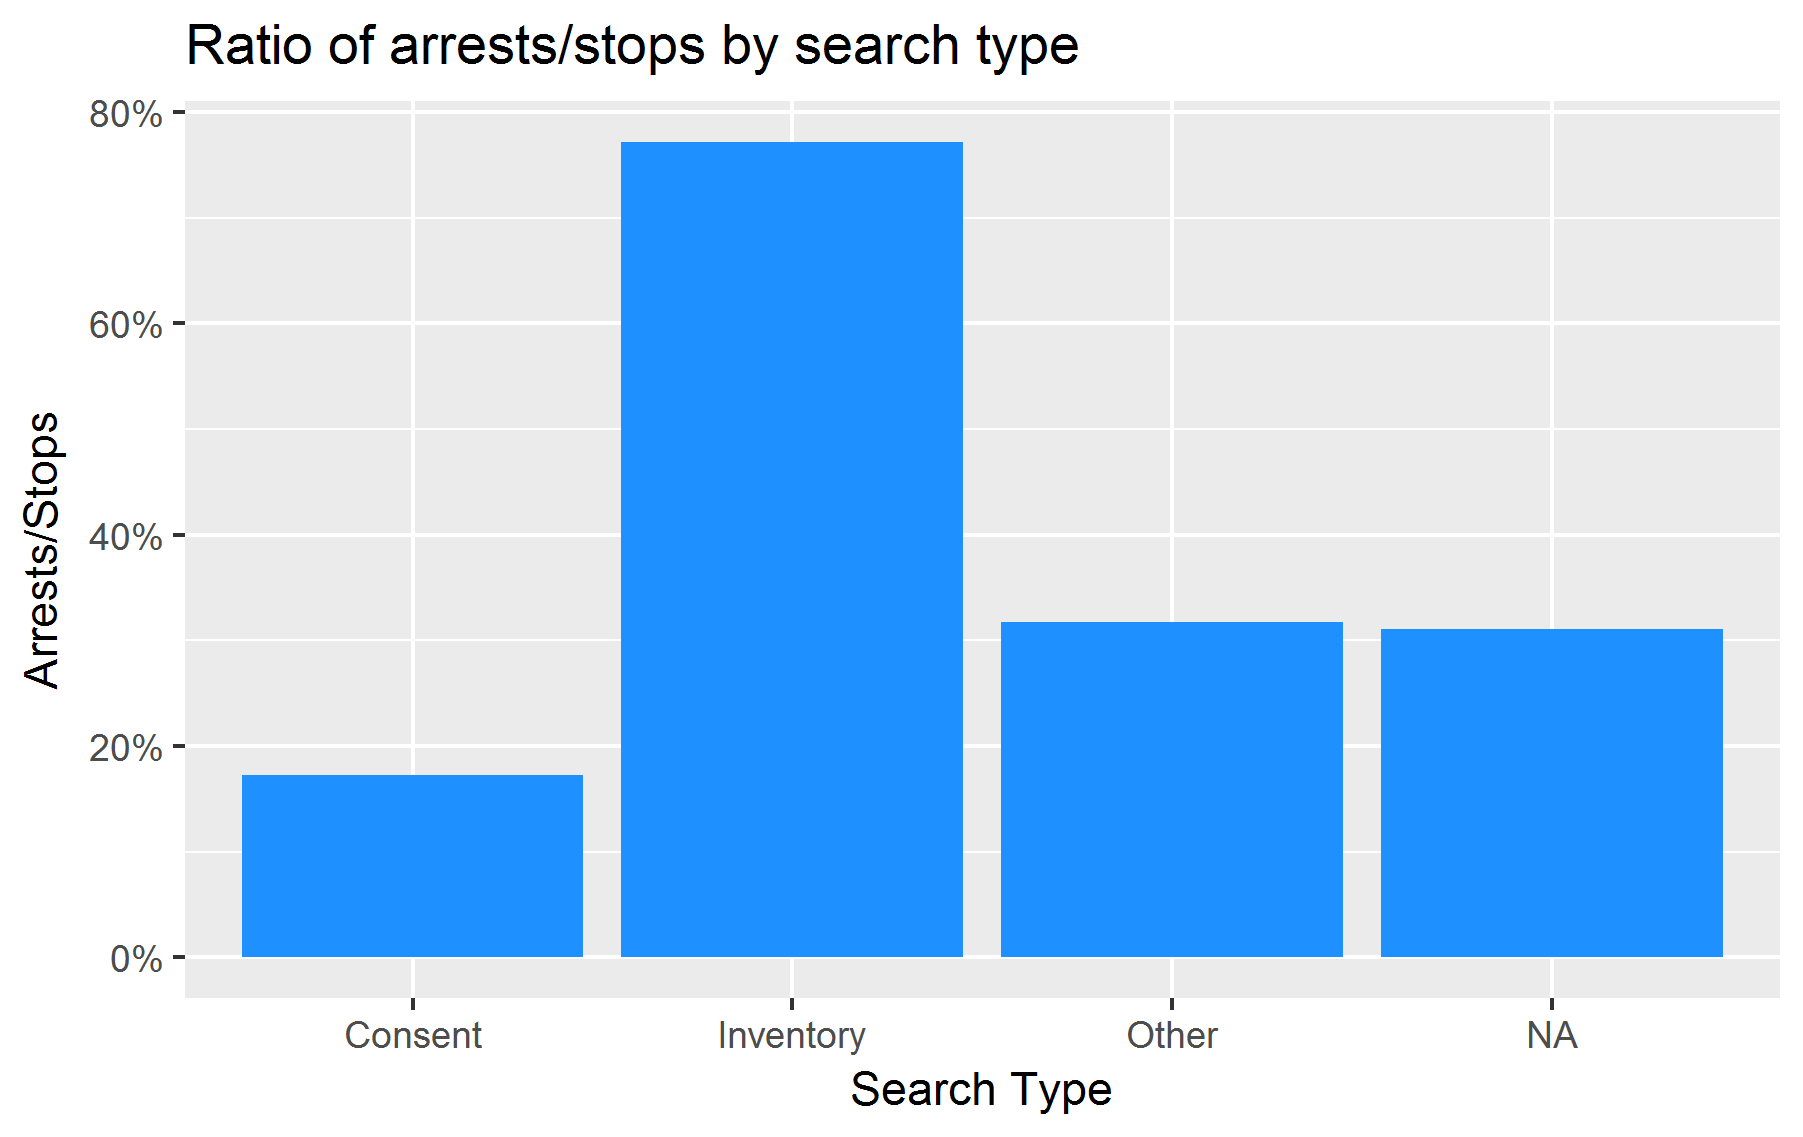 Ratio of arrests/stops by search type
Arrests/Stops
80%
60%
40%
20%
0%
Consent Inventory Other NA
Search Type